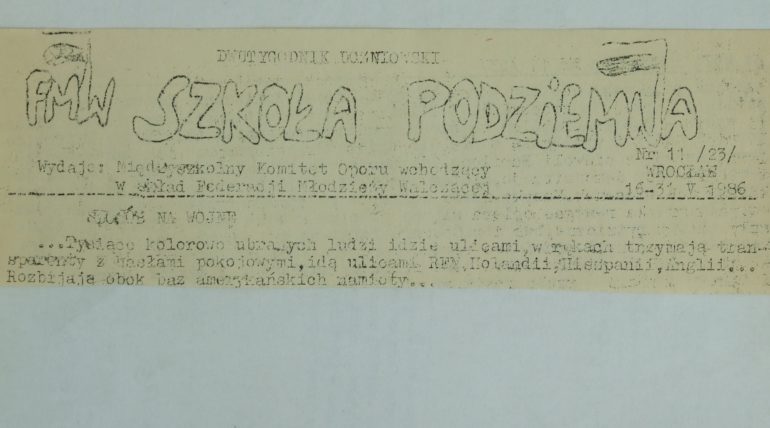 DWUTYGODNIK UCZNIOWSKI
FMW SZKOŁA PODZIEMNA
Nr 11 /23/
Wydaje: Międzyszkolny Komitet Oporu wchodzący
WROCŁAW
w skład Federacji Młodzieży Walczącej
16-31 V 1986
NA WOJNĘ
...Tysiące kolorowo ubranych ludzi idzie ulicami, w rękach trzymają tran-
sparenty z hasłami pokojowymi, idą ulicami RFN, Holandii, Hiszpanii, Anglii...
Rozbijają obok baz amerykańskich namioty...